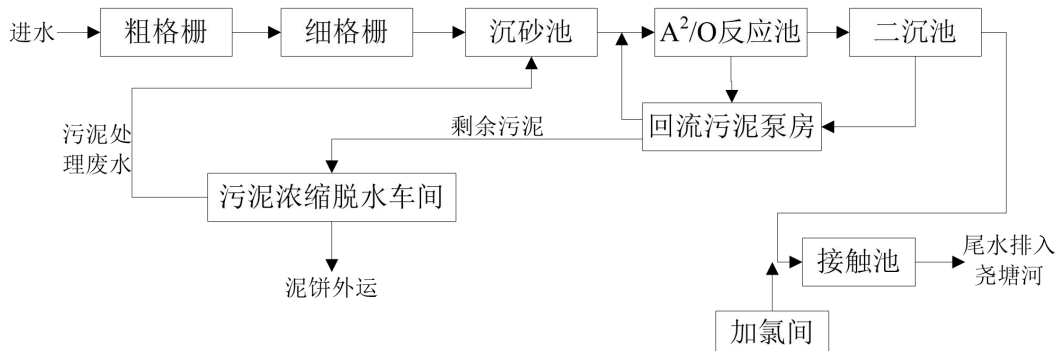 进水
粗格栅
细格栅
沉砂池
A²/O反应池
二沉池
污泥处
理废水
剩余污泥
回流污泥泵房
污泥浓缩脱水车间
泥饼外运
接触池
尾水排入
尧塘河
加氯间